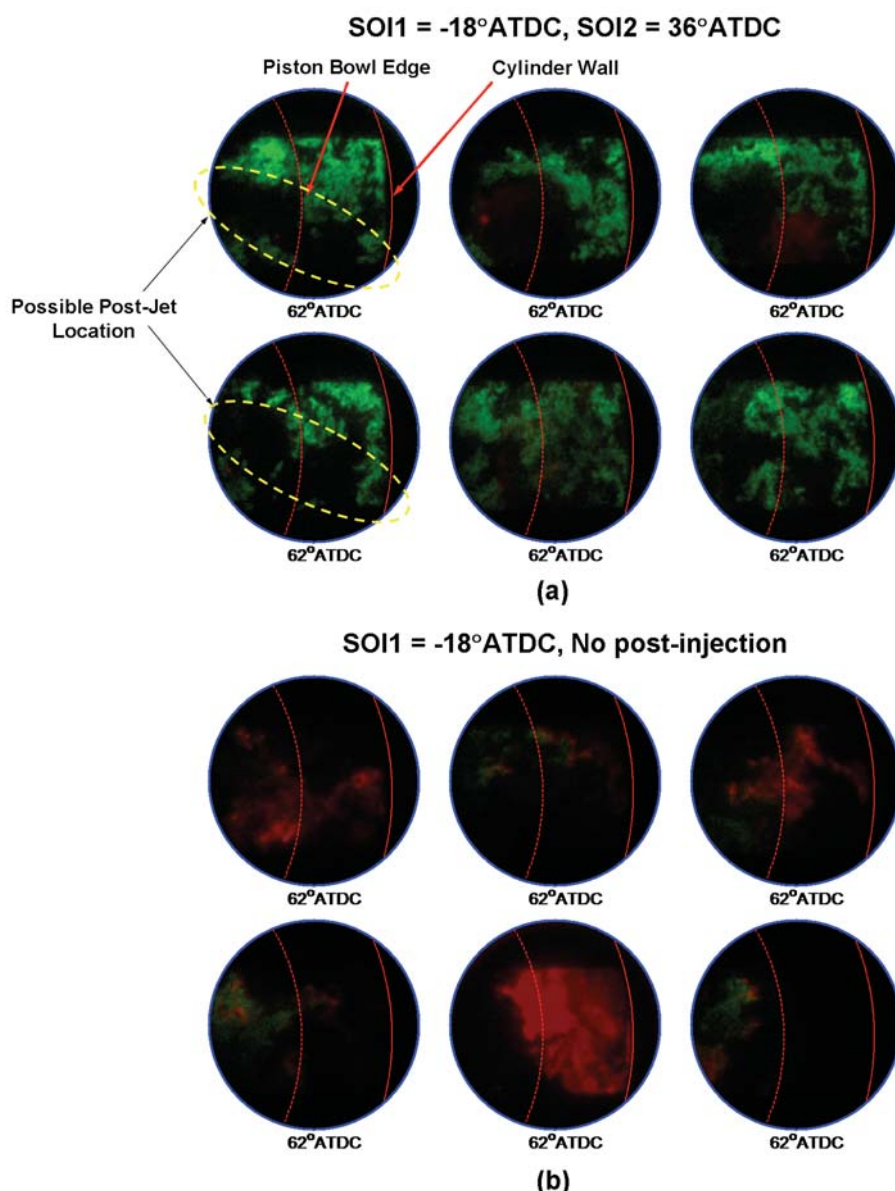 SOI1 = -18°ATDC, SOI2 = 36°ATDC
Piston Bowl Edge
Cylinder Wall
Possible Post-Jet
Location
62°ATDC
62°ATDC
62°ATDC
62°ATDC
62°ATDC
62°ATDC
(a)
SOI1 = -18°ATDC, No post-injection
62°ATDC
62°ATDC
62°ATDC
62°ATDC
62°ATDC
62°ATDC
(b)